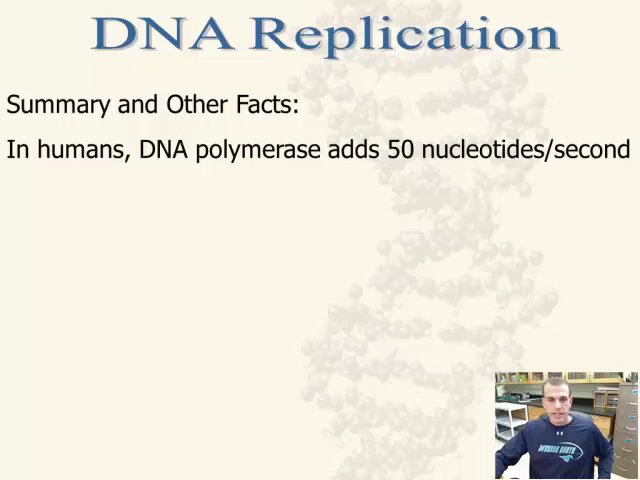 DNA Replication
Summary and Other Facts:
In humans, DNA polymerase adds 50 nucleotides/second